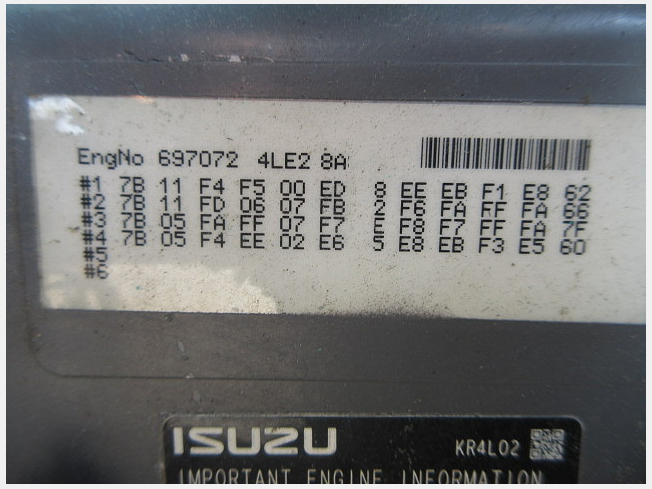 EngNo 697072 4LE2 8A
#1 7B 11 F4 F5 00 ED 8 EE EB F1 E8 62
#2 7B 11 FD 06 07 FB 2 F6 FA FF FA 66
#3 7B 05 FA FF 07 F7 E F8 F7 FF FA 7F
#4 7B 05 F4 EE 02 E6 5 E8 EB F3 E5 60
#5
#6
ISUZU KR4L02
IMPORTANT ENGINE INFORMATION